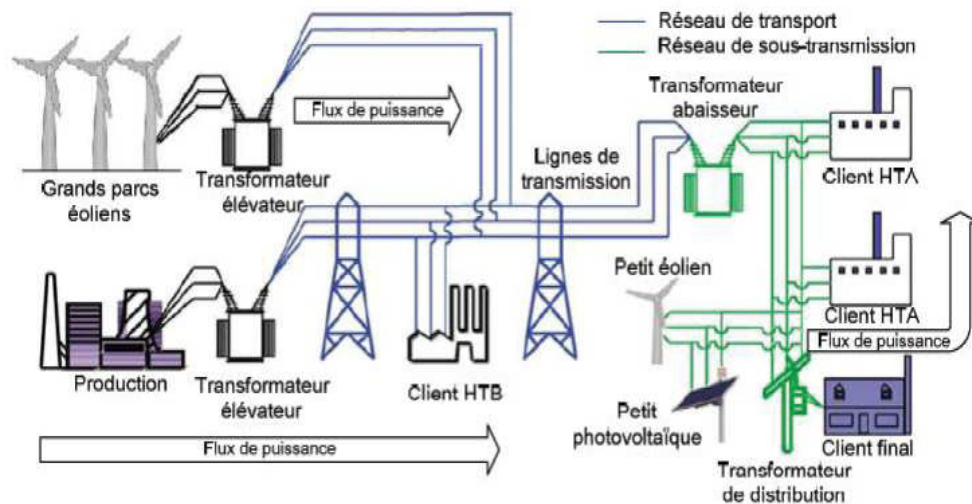 Réseau de transport
Réseau de sous-transmission
Transformateur
abaisseur
Flux de puissance
Lignes de
transmission
Grands parcs
éoliens
Transformateur
élévateur
Client HTA
Petit éolien
Client HTA
Flux de puissance
Production
Transformateur
élévateur
Client HTB
Petit
photovoltaïque
Client final
Flux de puissance
Transformateur
de distribution